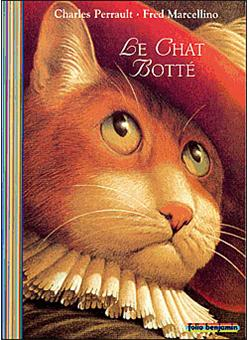 Charles Perrault · Fred Marcellino
LE CHAT
BOTTÉ
folio benjamin